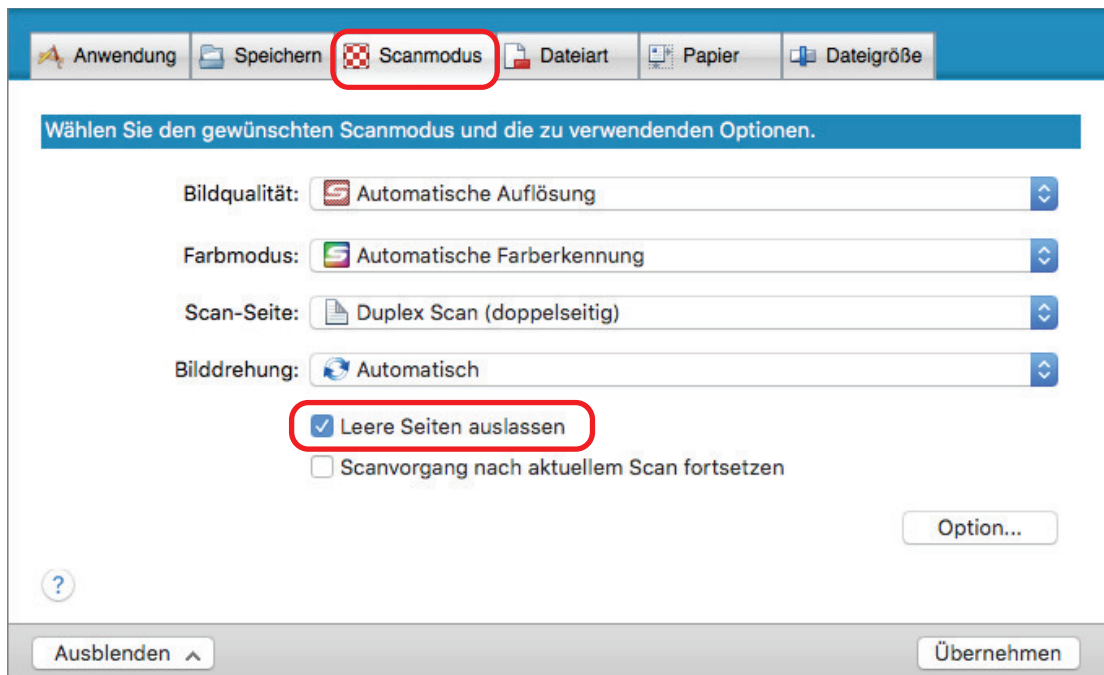 Anwendung Speichern Scanmodus Dateiart Papier Dateigröße
Wählen Sie den gewünschten Scanmodus und die zu verwendenden Optionen.
Bildqualität: Automatische Auflösung
Farbmodus: Automatische Farberkennung
Scan-Seite: Duplex Scan (doppelseitig)
Bilddrehung: Automatisch
Leere Seiten auslassen
Scanvorgang nach aktuellem Scan fortsetzen
Option...
?
Ausblenden Übernehmen